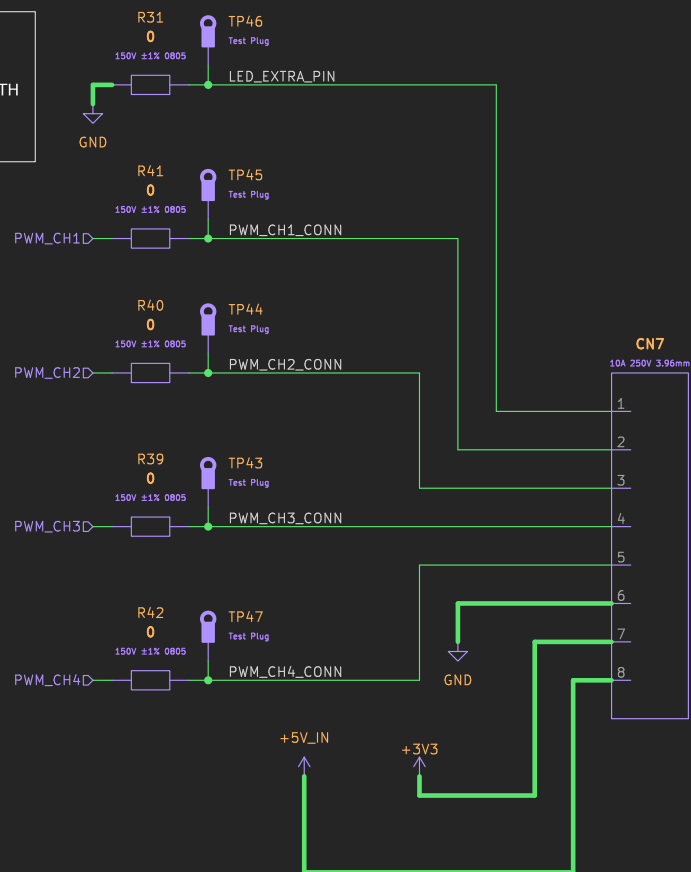 TH
R31
0
150V ±1% 0805
TP46
Test Plug
LED_EXTRA_PIN
GND
R41
0
150V ±1% 0805
TP45
Test Plug
PWM_CH1
PWM_CH1_CONN
R40
0
150V ±1% 0805
TP44
Test Plug
PWM_CH2
PWM_CH2_CONN
CN7
10A 250V 3.96mm
1
2
3
4
5
6
7
8
R39
0
150V ±1% 0805
TP43
Test Plug
PWM_CH3
PWM_CH3_CONN
R42
0
150V ±1% 0805
TP47
Test Plug
PWM_CH4
PWM_CH4_CONN
GND
+5V_IN
+3V3